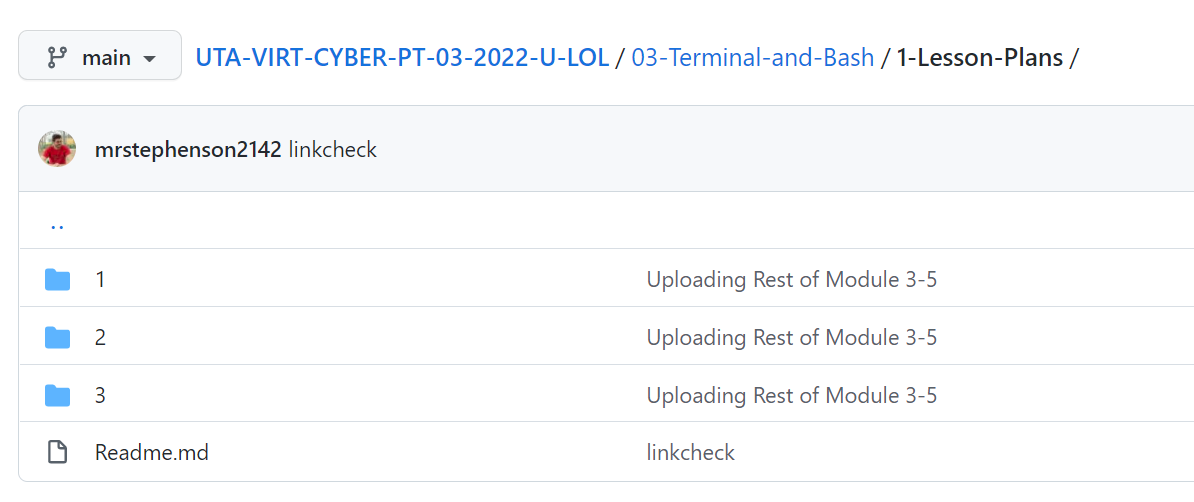 main UTA-VIRT-CYBER-PT-03-2022-U-LOL / 03-Terminal-and-Bash / 1-Lesson-Plans /
mrstephenson2142 linkcheck
..
1 Uploading Rest of Module 3-5
2 Uploading Rest of Module 3-5
3 Uploading Rest of Module 3-5
Readme.md linkcheck